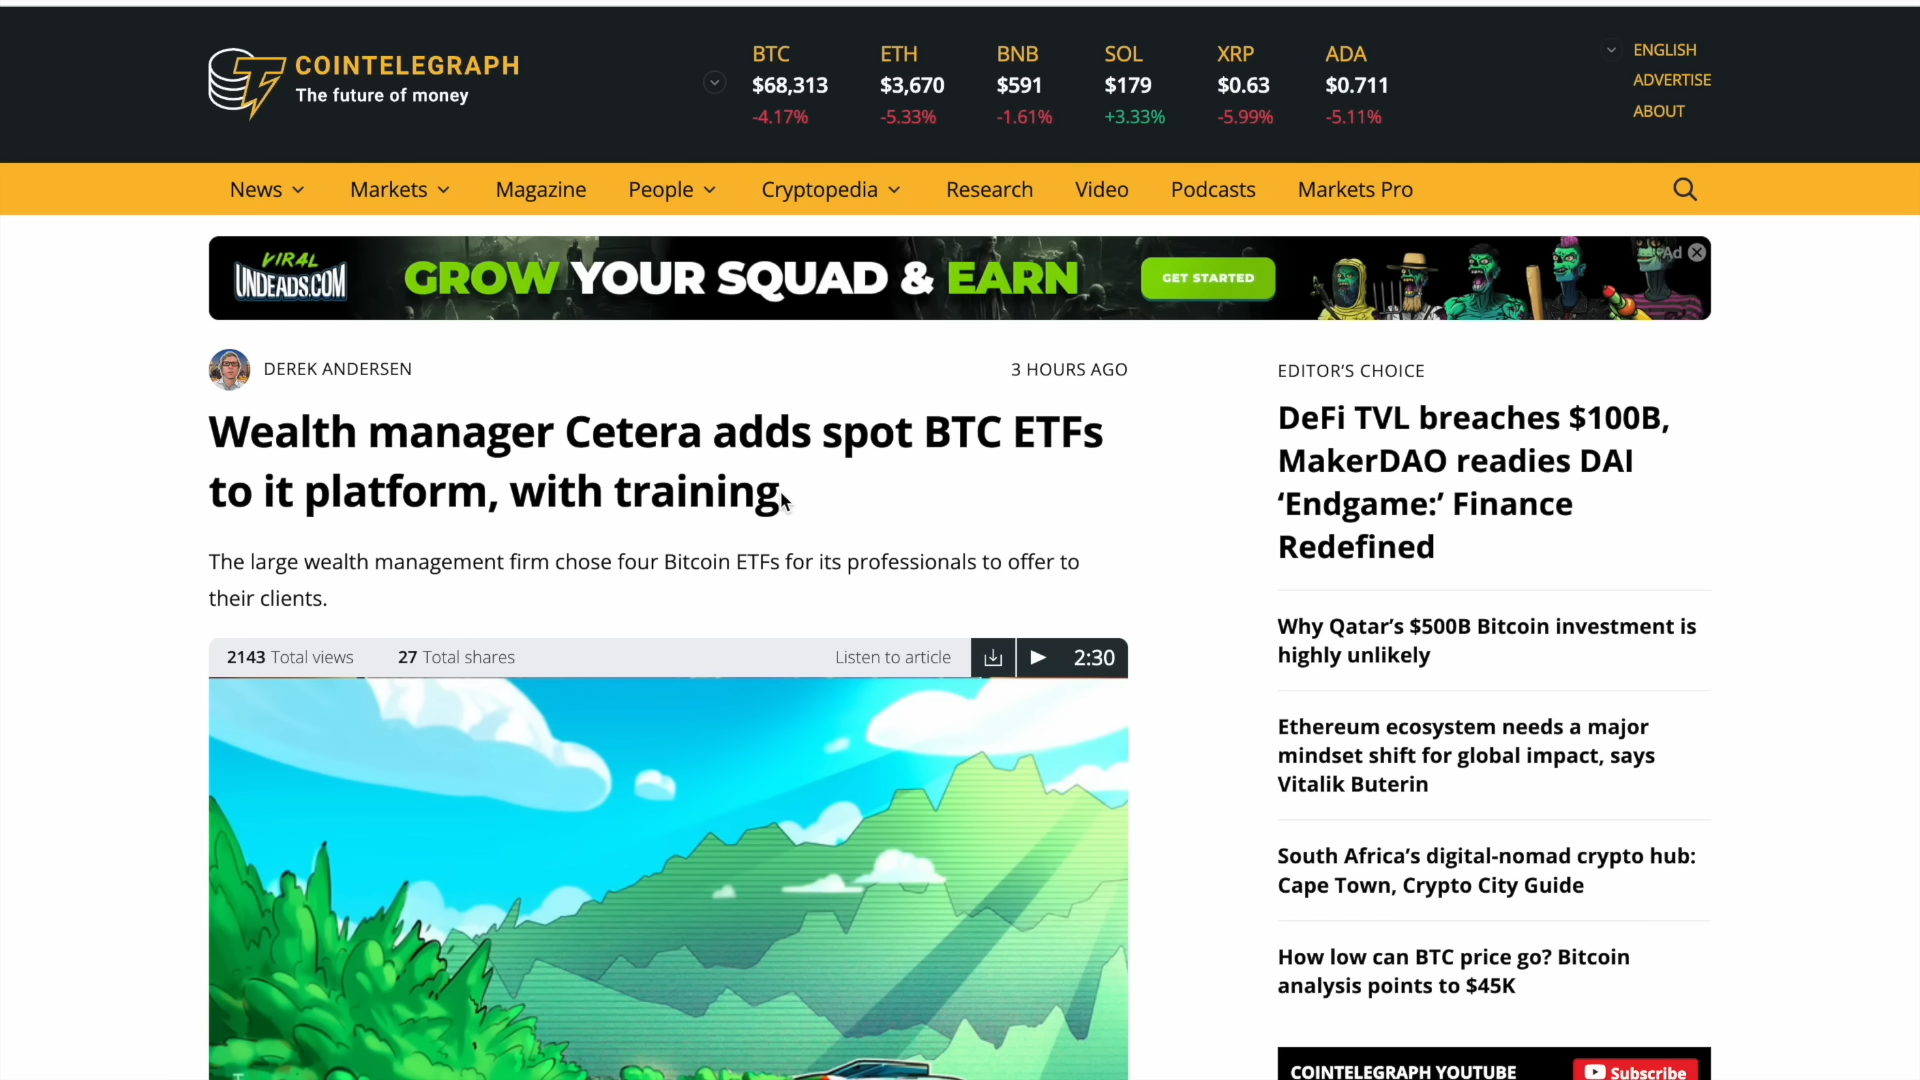 COINTELEGRAPH
The future of money
BTC
$68,313
-4.17%
ETH
$3,670
-5.33%
BNB
$591
-1.61%
SOL
$179
+3.33%
XRP
$0.63
-5.99%
ADA
$0.711
-5.11%
ENGLISH
ADVERTISE
ABOUT
News
Markets
Magazine
People
Cryptopedia
Research
Video
Podcasts
Markets Pro
VIRAL
UNDEADS.COM
GROW YOUR SQUAD & EARN
GET STARTED
Ad
DEREK ANDERSEN
3 HOURS AGO
Wealth manager Cetera adds spot BTC ETFs
to it platform, with training
The large wealth management firm chose four Bitcoin ETFs for its professionals to offer to
their clients.
2143 Total views
27 Total shares
Listen to article
2:30
EDITOR'S CHOICE
DeFi TVL breaches $100B,
MakerDAO readies DAI
‘Endgame:’ Finance
Redefined
Why Qatar’s $500B Bitcoin investment is
highly unlikely
Ethereum ecosystem needs a major
mindset shift for global impact, says
Vitalik Buterin
South Africa’s digital-nomad crypto hub:
Cape Town, Crypto City Guide
How low can BTC price go? Bitcoin
analysis points to $45K
COINTELEGRAPH YOUTUBE
Subscribe